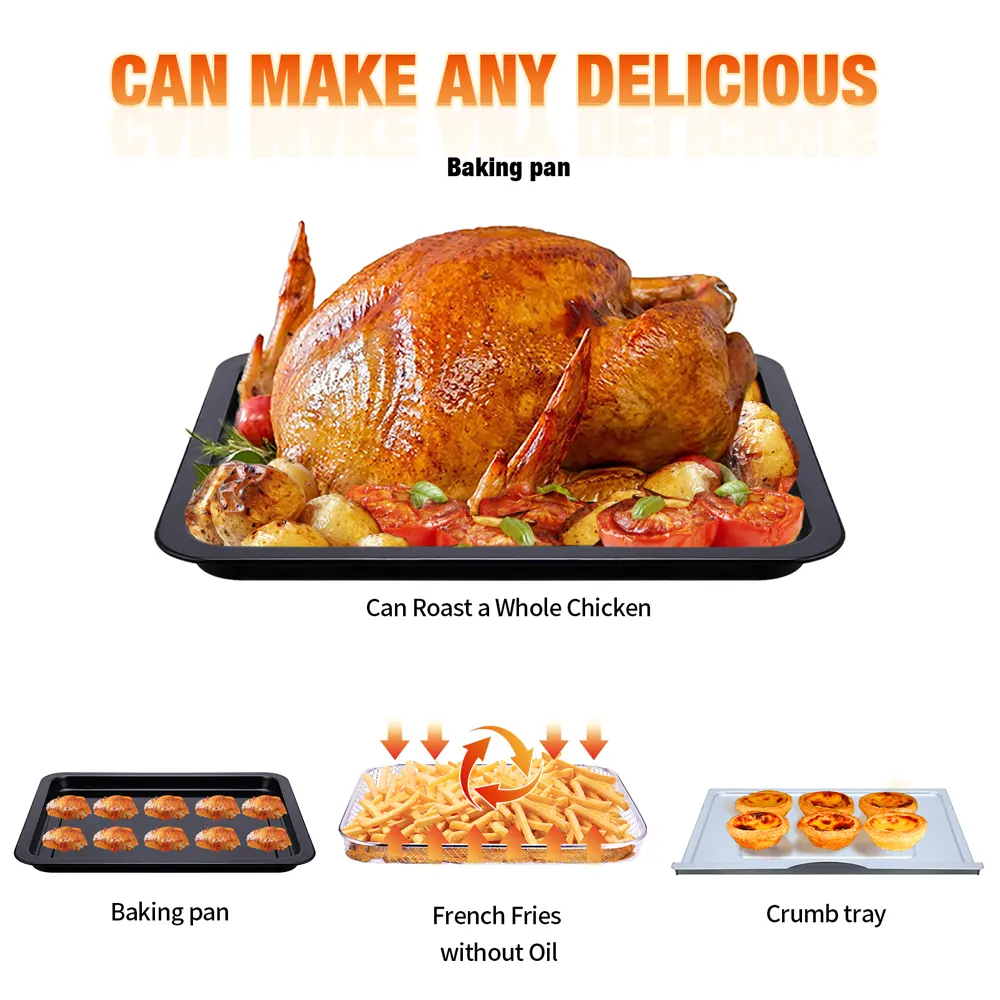 CAN MAKE ANY DELICIOUS
Baking pan
Can Roast a Whole Chicken
Baking pan
French Fries
without Oil
Crumb tray